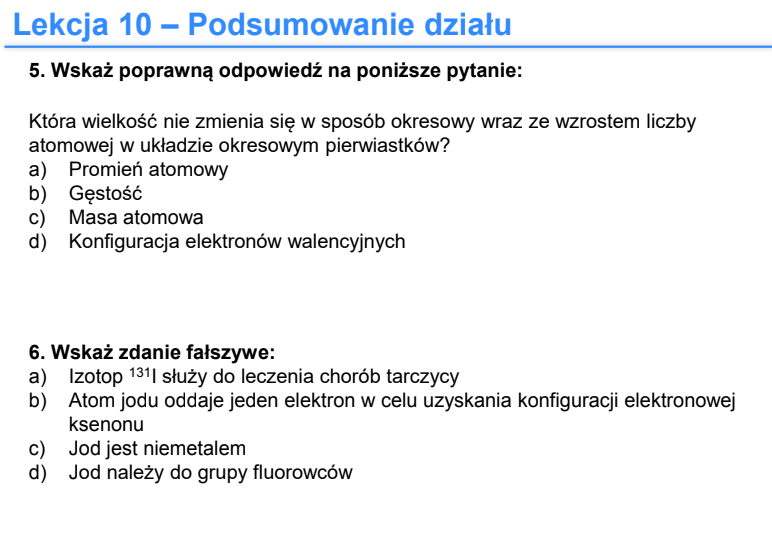 Lekcja 10 – Podsumowanie działu
5. Wskaż poprawną odpowiedź na poniższe pytanie:
Która wielkość nie zmienia się w sposób okresowy wraz ze wzrostem liczby
atomowej w układzie okresowym pierwiastków?
a) Promień atomowy
b) Gęstość
c) Masa atomowa
d) Konfiguracja elektronów walencyjnych
6. Wskaż zdanie fałszywe:
a) Izotop ¹³¹I służy do leczenia chorób tarczycy
b) Atom jodu oddaje jeden elektron w celu uzyskania konfiguracji elektronowej
ksenonu
c) Jod jest niemetalem
d) Jod należy do grupy fluorowców